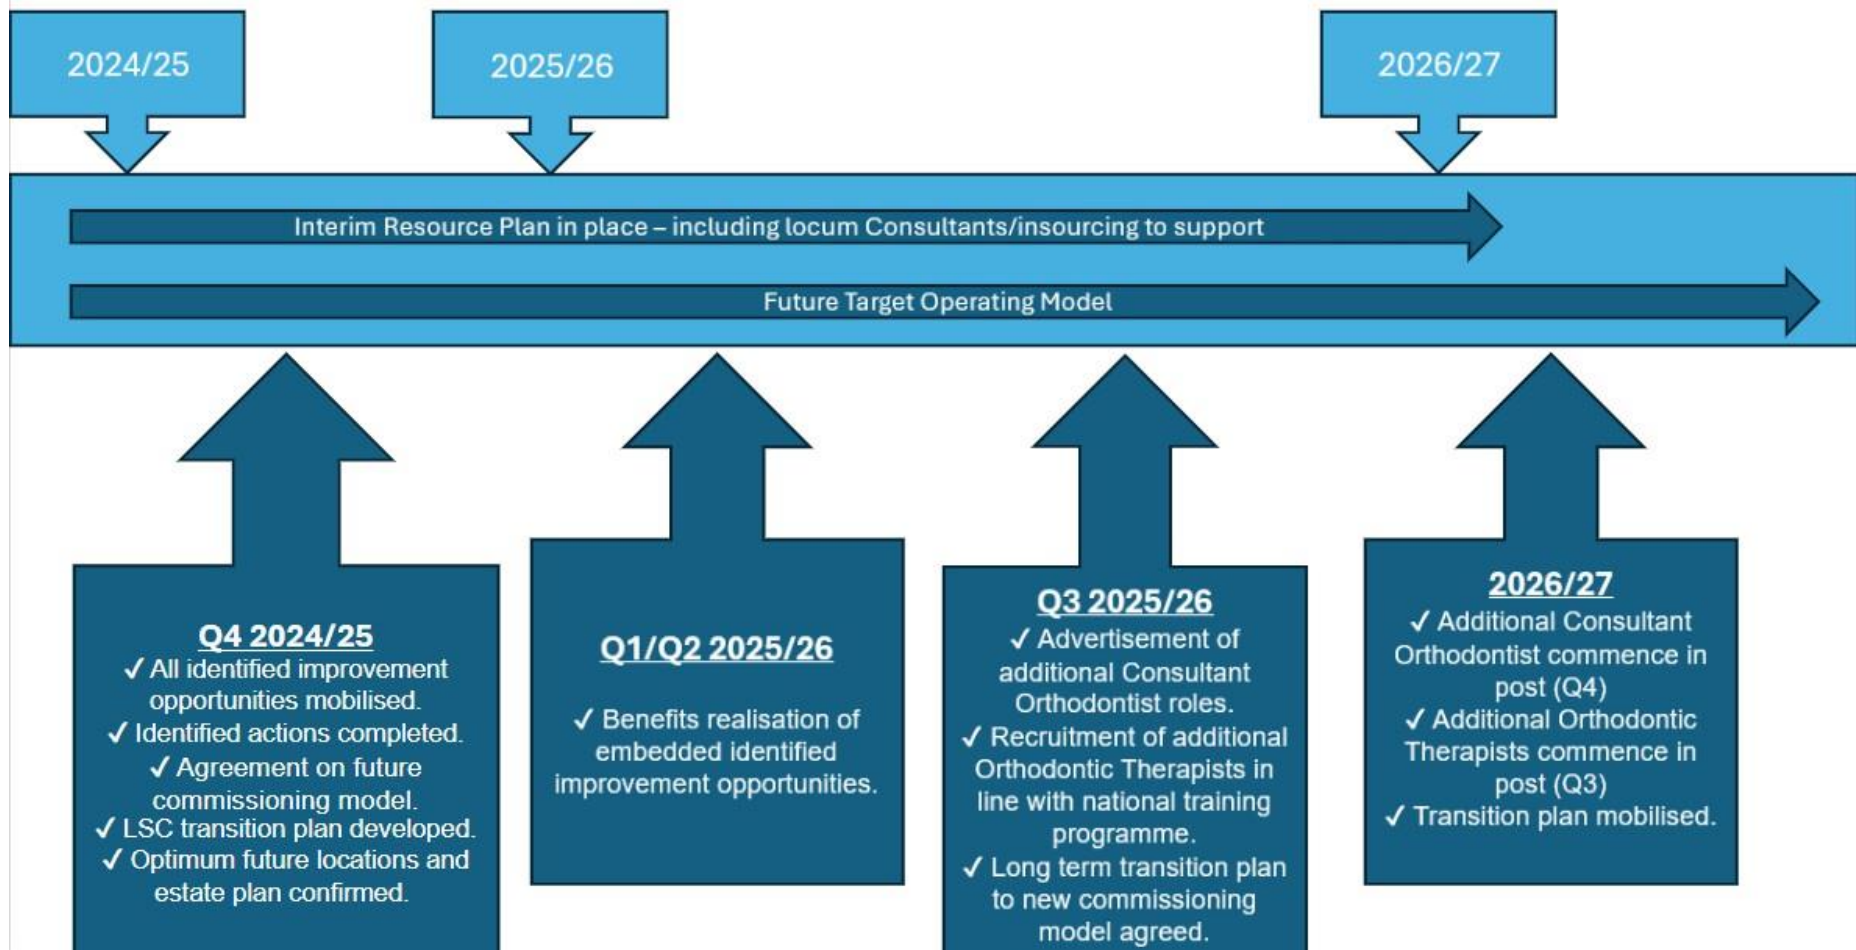 2024/25
2025/26
2026/27
Interim Resource Plan in place – including locum Consultants/insourcing to support
Future Target Operating Model
Q4 2024/25
✓ All identified improvement
opportunities mobilised.
✓ Identified actions completed.
✓ Agreement on future
commissioning model.
✓ LSC transition plan developed.
✓ Optimum future locations and
estate plan confirmed.
Q1/Q2 2025/26
✓ Benefits realisation of
embedded identified
improvement opportunities.
Q3 2025/26
✓ Advertisement of
additional Consultant
Orthodontist roles.
✓ Recruitment of additional
Orthodontic Therapists in
line with national training
programme.
✓ Long term transition plan
to new commissioning
model agreed.
2026/27
✓ Additional Consultant
Orthodontist commence in
post (Q4)
✓ Additional Orthodontic
Therapists commence in
post (Q3)
✓ Transition plan mobilised.